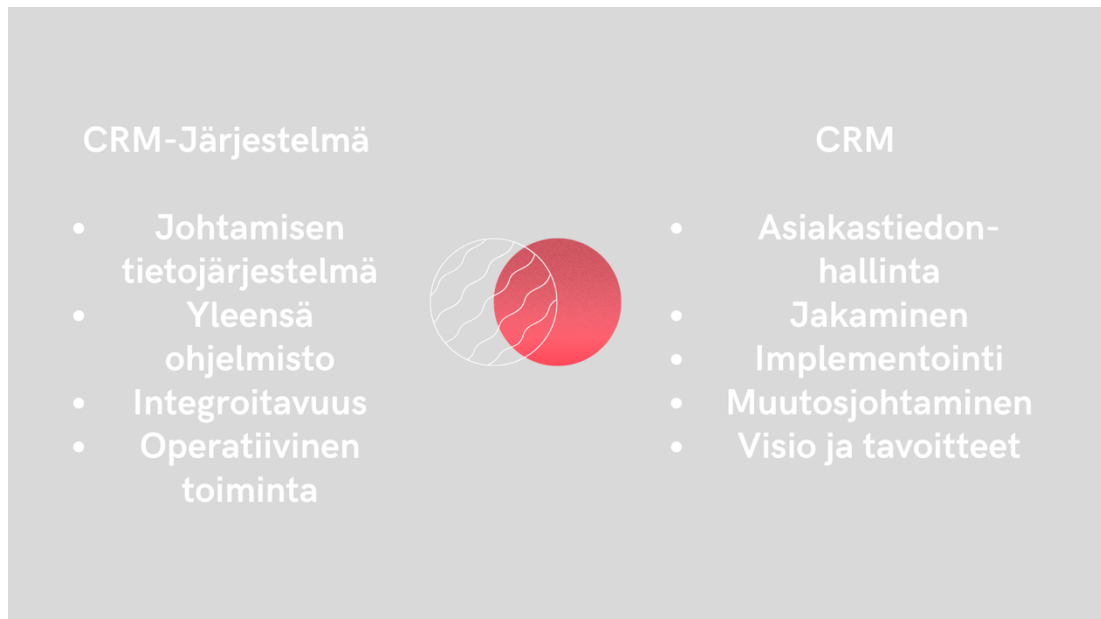 CRM-Järjestelmä
• Johtamisen
tietojärjestelmä
• Yleensä
ohjelmisto
• Integroitavuus
• Operatiivinen
toiminta
CRM
• Asiakastiedon-
hallinta
• Jakaminen
• Implementointi
• Muutosjohtaminen
• Visio ja tavoitteet